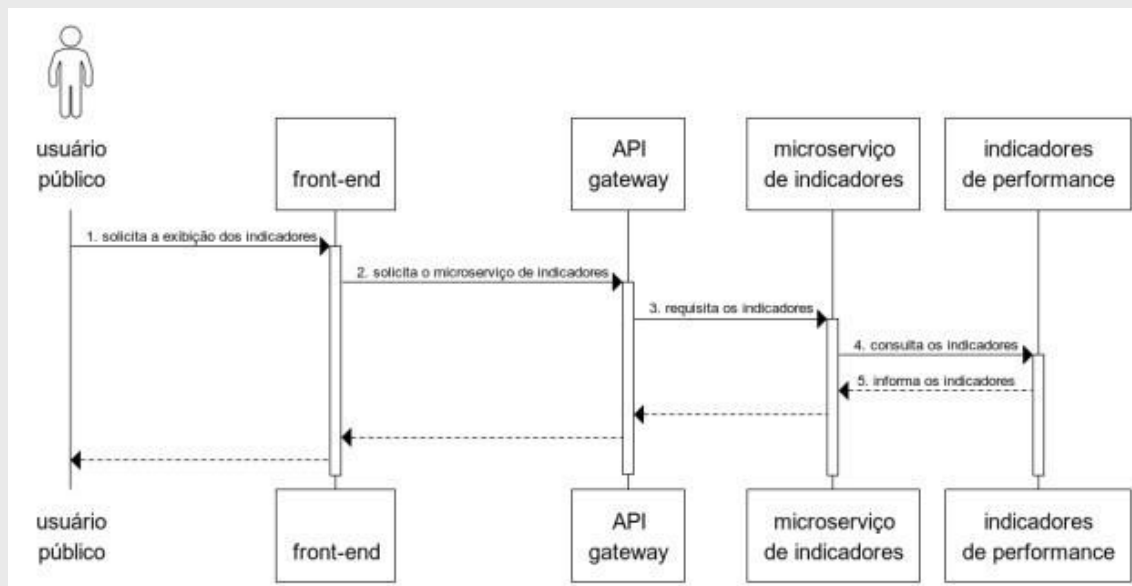 usuário
público
front-end
API
gateway
microserviço
de indicadores
indicadores
de performance
1. solicita a exibição dos indicadores
2. solicita o microserviço de indicadores
3. requisita os indicadores
4. consulta os indicadores
5. informa os indicadores
usuário
público
front-end
API
gateway
microserviço
de indicadores
indicadores
de performance